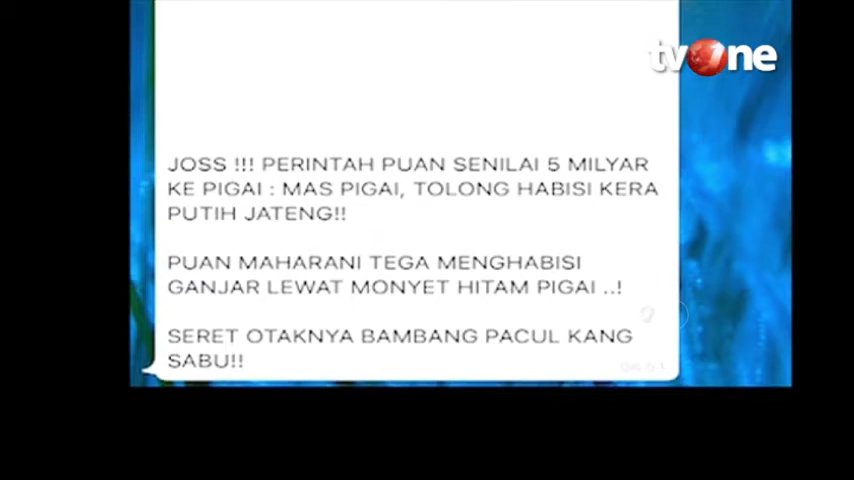 tvOne
JOSS !!! PERINTAH PUAN SENILAI 5 MILYAR
KE PIGAI : MAS PIGAI, TOLONG HABISI KERA
PUTIH JATENG!!
PUAN MAHARANI TEGA MENGHABISI
GANJAR LEWAT MONYET HITAM PIGAI ..!
SERET OTAKNYA BAMBANG PACUL KANG
SABU!!